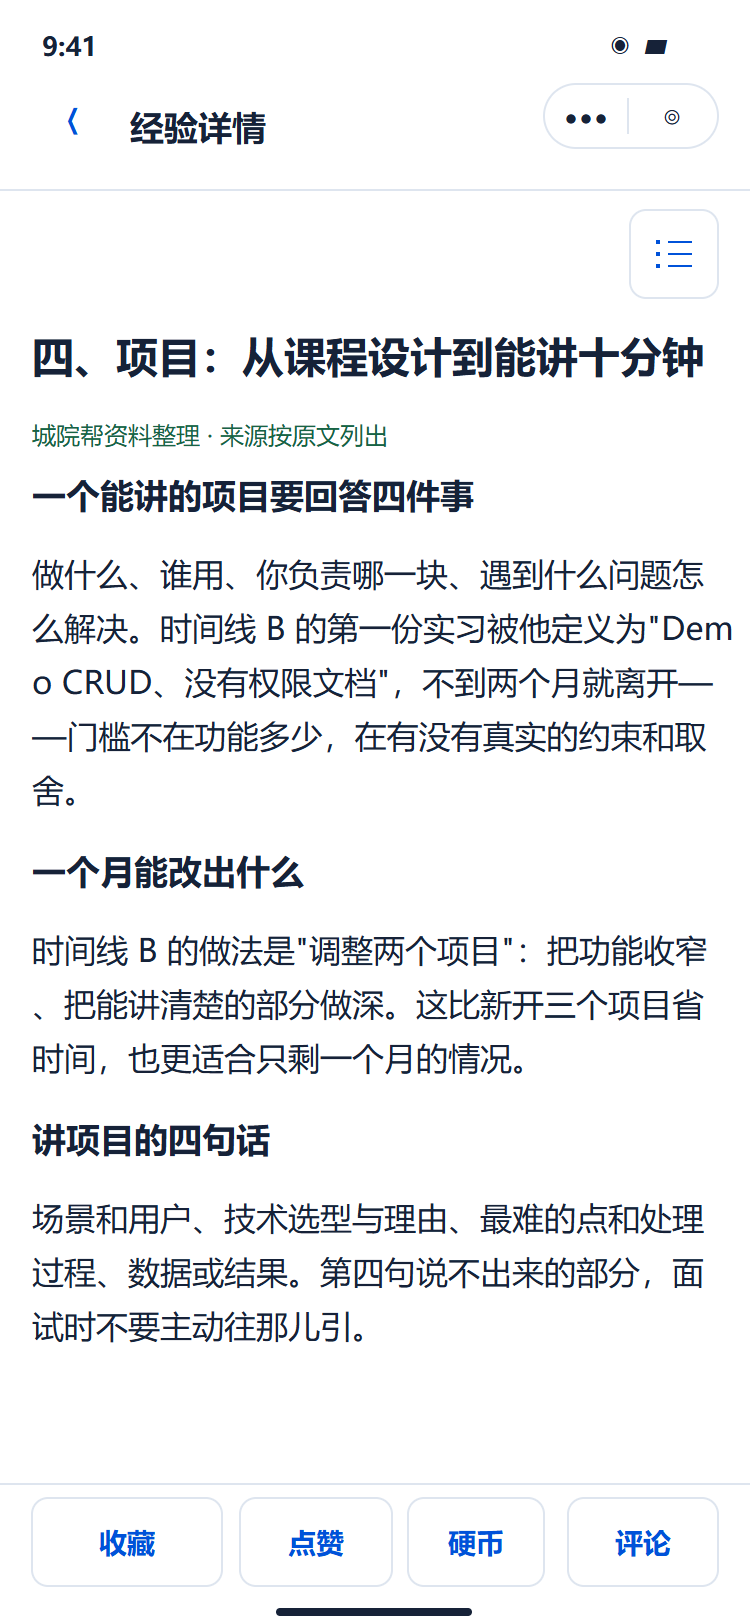 9:41
经验详情
四、项目：从课程设计到能讲十分钟
城院帮资料整理 · 来源按原文列出
一个能讲的项目要回答四件事
做什么、谁用、你负责哪一块、遇到什么问题怎
么解决。时间线 B 的第一份实习被他定义为"Dem
o CRUD、没有权限文档"，不到两个月就离开—
—门槛不在功能多少，在有没有真实的约束和取
舍。
一个月能改出什么
时间线 B 的做法是"调整两个项目"：把功能收窄
、把能讲清楚的部分做深。这比新开三个项目省
时间，也更适合只剩一个月的情况。
讲项目的四句话
场景和用户、技术选型与理由、最难的点和处理
过程、数据或结果。第四句说不出来的部分，面
试时不要主动往那儿引。
收藏 点赞 硬币 评论